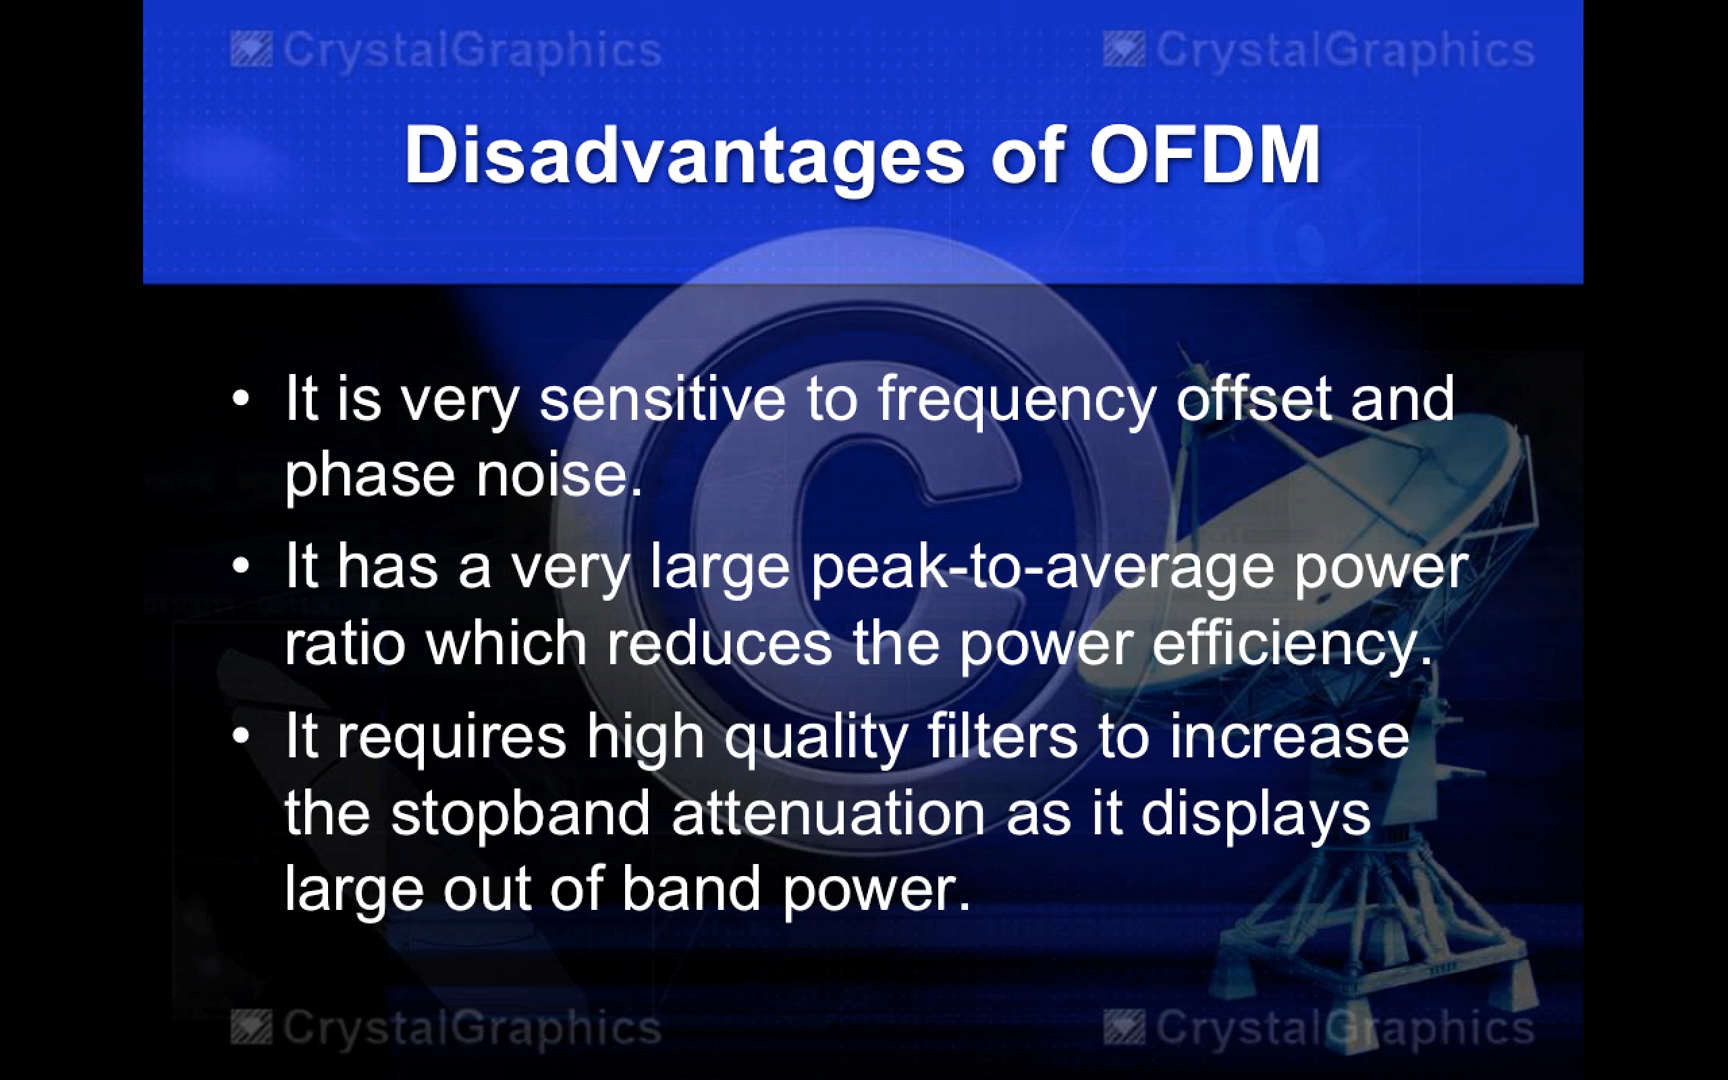 CrystalGraphics CrystalGraphics
Disadvantages of OFDM
C
• It is very sensitive to frequency offset and
phase noise.
• It has a very large peak-to-average power
ratio which reduces the power efficiency.
• It requires high quality filters to increase
the stopband attenuation as it displays
large out of band power.
CrystalGraphics CrystalGraphics